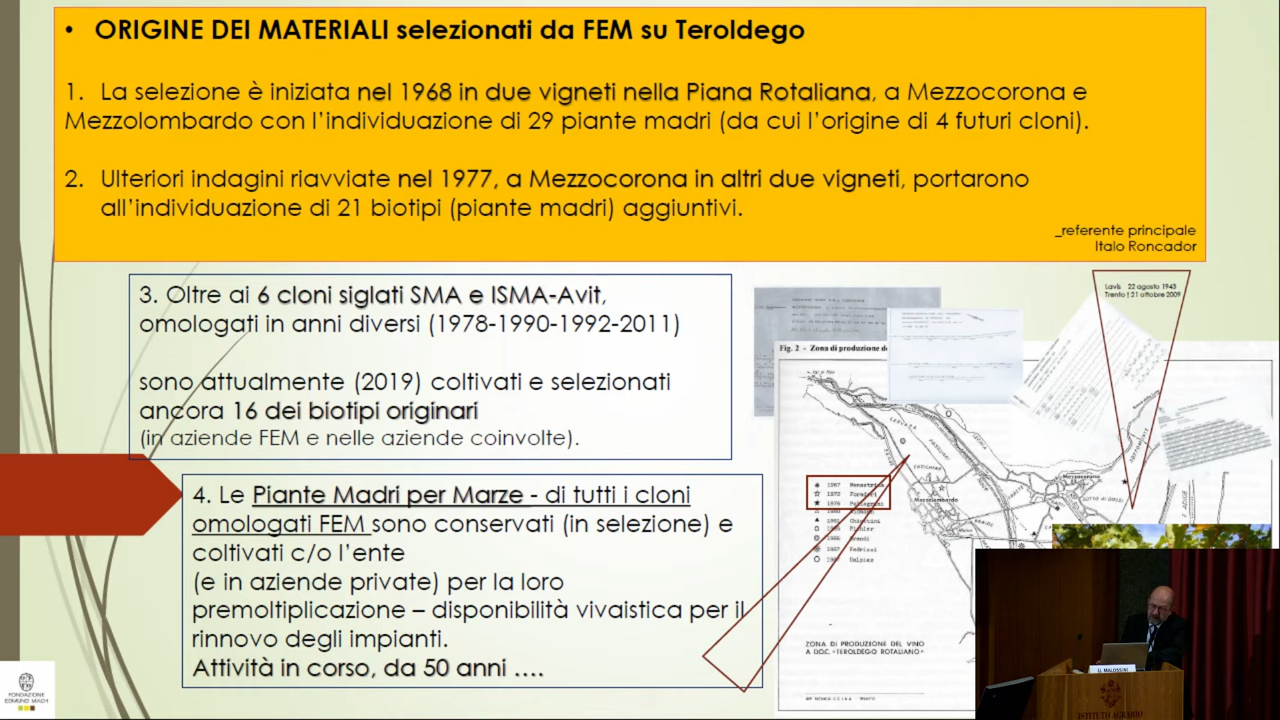 • ORIGINE DEI MATERIALI selezionati da FEM su Teroldego
1. La selezione è iniziata nel 1968 in due vigneti nella Piana Rotaliana, a Mezzocorona e
Mezzolombardo con l'individuazione di 29 piante madri (da cui l'origine di 4 futuri cloni).
2. Ulteriori indagini riavviate nel 1977, a Mezzocorona in altri due vigneti, portarono
all'individuazione di 21 biotipi (piante madri) aggiuntivi.
_referente principale
Italo Roncador
3. Oltre ai 6 cloni siglati SMA e ISMA-Avit,
omologati in anni diversi (1978-1990-1992-2011)
sono attualmente (2019) coltivati e selezionati
ancora 16 dei biotipi originari
(in aziende FEM e nelle aziende coinvolte).
4. Le Piante Madri per Marze - di tutti i cloni
omologati FEM sono conservati (in selezione) e
coltivati c/o l'ente
(e in aziende private) per la loro
premoltiplicazione – disponibilità vivaistica per il
rinnovo degli impianti.
Attività in corso, da 50 anni ….
Lavis 22 agosto 1943
Trento † 21 ottobre 2009
Fig. 2 - Zona di produzione de
Mezzocorona
Mezzolombardo
ZONA DI PRODUZIONE DEL VINO
A D.O.C. "TEROLDEGO ROTALIANO"
U. MALOSSINI
ISTITUTO AGRARIO
FONDAZIONE
EDMUND MACH